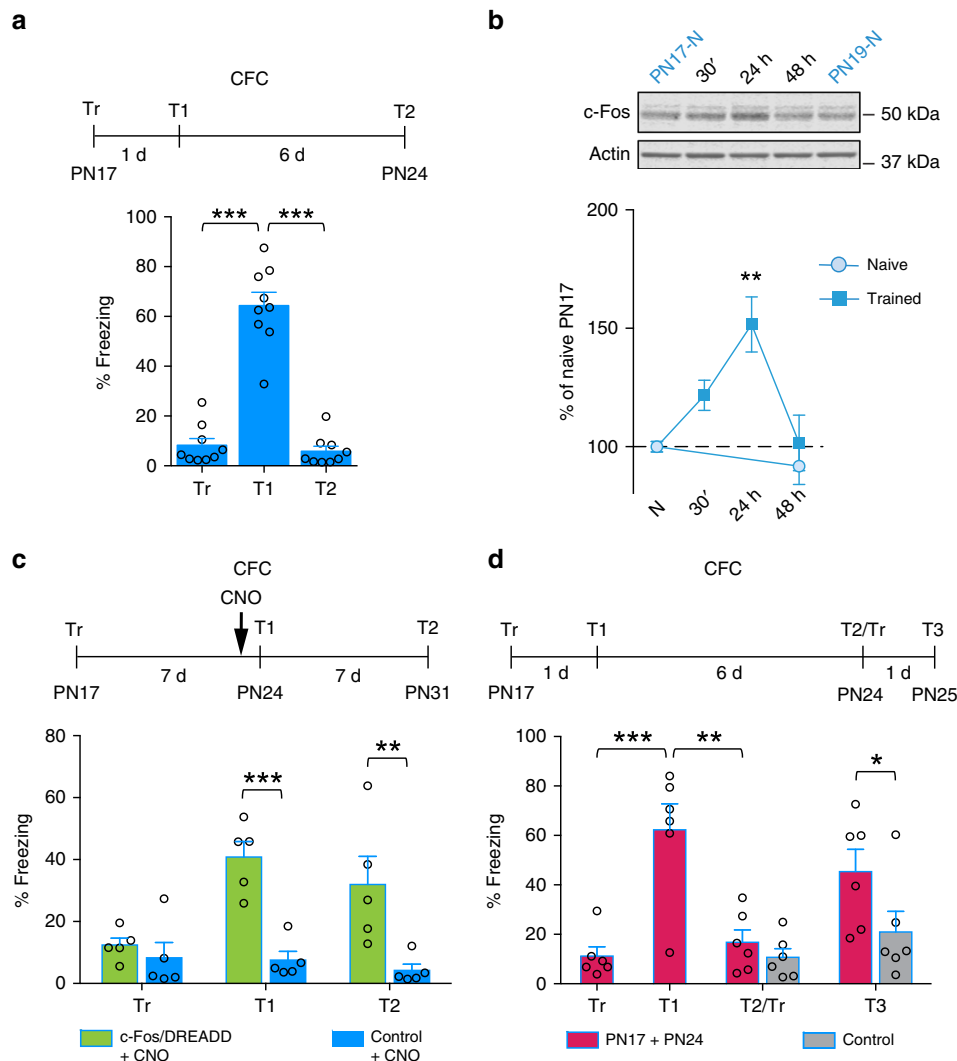 a
CFC
Tr T1 T2
1 d 6 d
PN17 PN24
*** ***
100
80
60
40
20
0
% Freezing
Tr T1 T2
b
PN17-N 30′ 24 h 48 h PN19-N
c-Fos – 50 kDa
Actin – 37 kDa
200
150
100
% of naive PN17
**
Naive
Trained
N 30′ 24 h 48 h
c
CFC
CNO
Tr T1 T2
7 d 7 d
PN17 PN24 PN31
80
60
40
20
0
% Freezing
*** **
Tr T1 T2
c-Fos/DREADD
+ CNO
Control
+ CNO
d
CFC
Tr T1 T2/Tr T3
1 d 6 d 1 d
PN17 PN24 PN25
100
80
60
40
20
0
% Freezing
*** ** *
Tr T1 T2/Tr T3
PN17 + PN24 Control